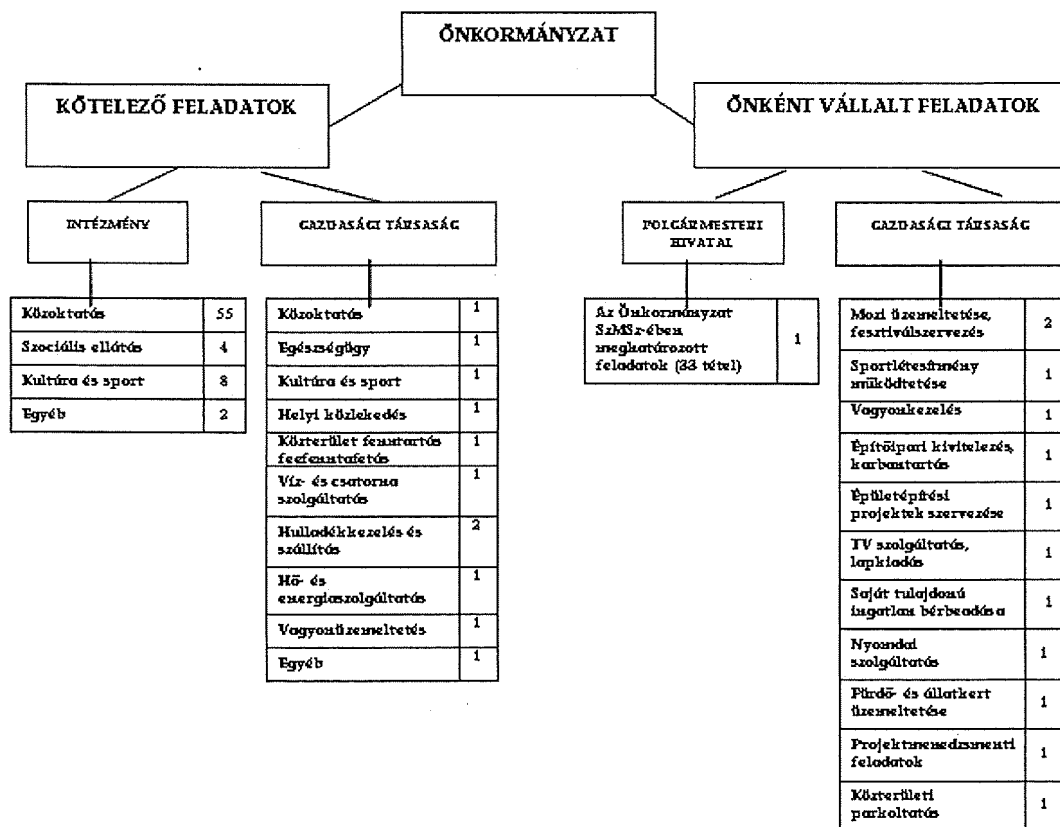 ÖNKORMÁNYZAT
KÖTELEZŐ FELADATOK
ÖNKÉNT VÁLLALT FELADATOK
INTÉZMÉNY
GAZDASÁGI TÁRSASÁG
POLGÁRMESTERI
HIVATAL
GAZDASÁGI TÁRSASÁG
Közoktatás 55
Szociális ellátás 4
Kultúra és sport 8
Egyéb 2
Közoktatás 1
Egészségügy 1
Kultúra és sport 1
Helyi közlekedés 1
Közterület fenntartás 1
Víz- és csatorna
szolgáltatás 1
Hulladékkezelés és
szállítás 2
Hő- és
energiaszolgáltatás 1
Vagyonüzemeltetés 1
Egyéb 1
Az Önkormányzat
SzMSz-ében
meghatározott
feladatok (33 tétel) 1
Mozi üzemeltetése,
fesztiválszervezés 2
Sportlétesítmény
működtetése 1
Vagyonkezelés 1
Építőipari kivitelezés,
karbantartás 1
Épületépítési
projektek szervezése 1
TV szolgáltatás,
lapkiadás 1
Saját tulajdonú
ingatlan bérbeadása 1
Nyomdai
szolgáltatás 1
Fürdő- és állatkert
üzemeltetése 1
Projektmenedzsmenti
feladatok 1
Közterületi
parkoltatás 1